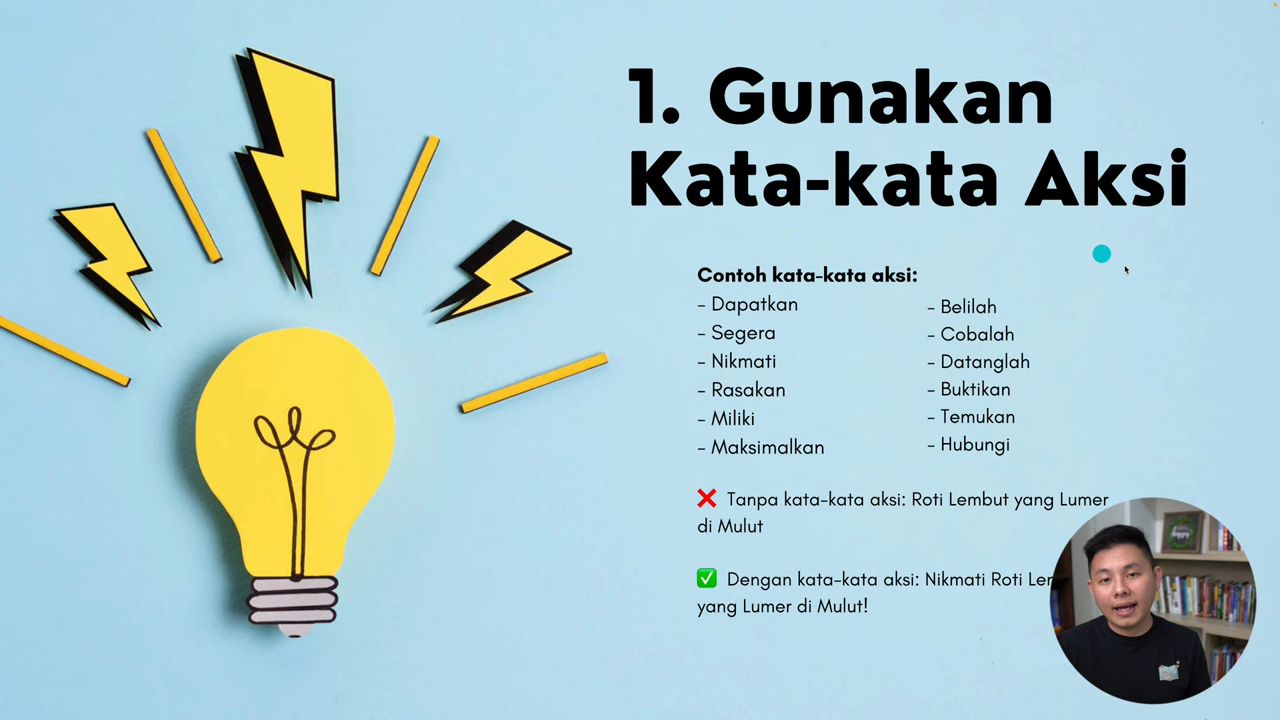 1. Gunakan
Kata-kata Aksi
Contoh kata-kata aksi:
- Dapatkan
- Segera
- Nikmati
- Rasakan
- Miliki
- Maksimalkan
- Belilah
- Cobalah
- Datanglah
- Buktikan
- Temukan
- Hubungi
❌ Tanpa kata-kata aksi: Roti Lembut yang Lumer
di Mulut
✅ Dengan kata-kata aksi: Nikmati Roti
yang Lumer di Mulut!